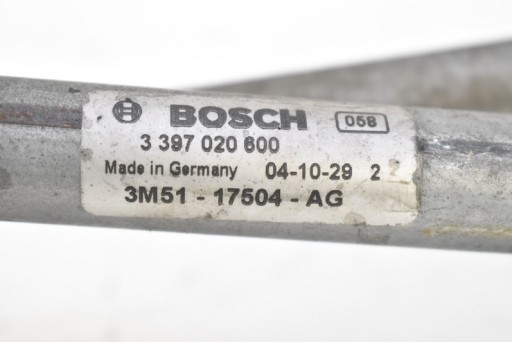 BOSCH 058
3 397 020 600
Made in Germany 04-10-29 2
3M51 - 17504 - AG